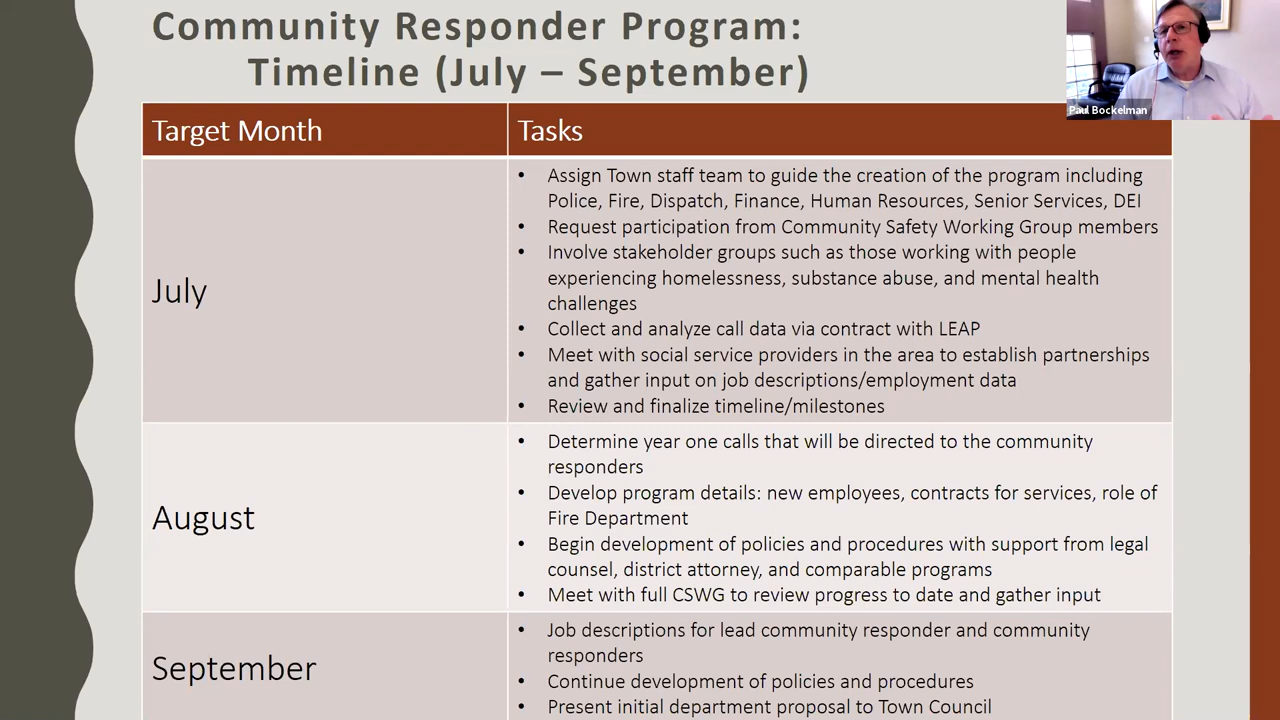 Community Responder Program:
Timeline (July – September)
Paul Bockelman
Target Month
Tasks
July
• Assign Town staff team to guide the creation of the program including
Police, Fire, Dispatch, Finance, Human Resources, Senior Services, DEI
• Request participation from Community Safety Working Group members
• Involve stakeholder groups such as those working with people
experiencing homelessness, substance abuse, and mental health
challenges
• Collect and analyze call data via contract with LEAP
• Meet with social service providers in the area to establish partnerships
and gather input on job descriptions/employment data
• Review and finalize timeline/milestones
August
• Determine year one calls that will be directed to the community
responders
• Develop program details: new employees, contracts for services, role of
Fire Department
• Begin development of policies and procedures with support from legal
counsel, district attorney, and comparable programs
• Meet with full CSWG to review progress to date and gather input
September
• Job descriptions for lead community responder and community
responders
• Continue development of policies and procedures
• Present initial department proposal to Town Council